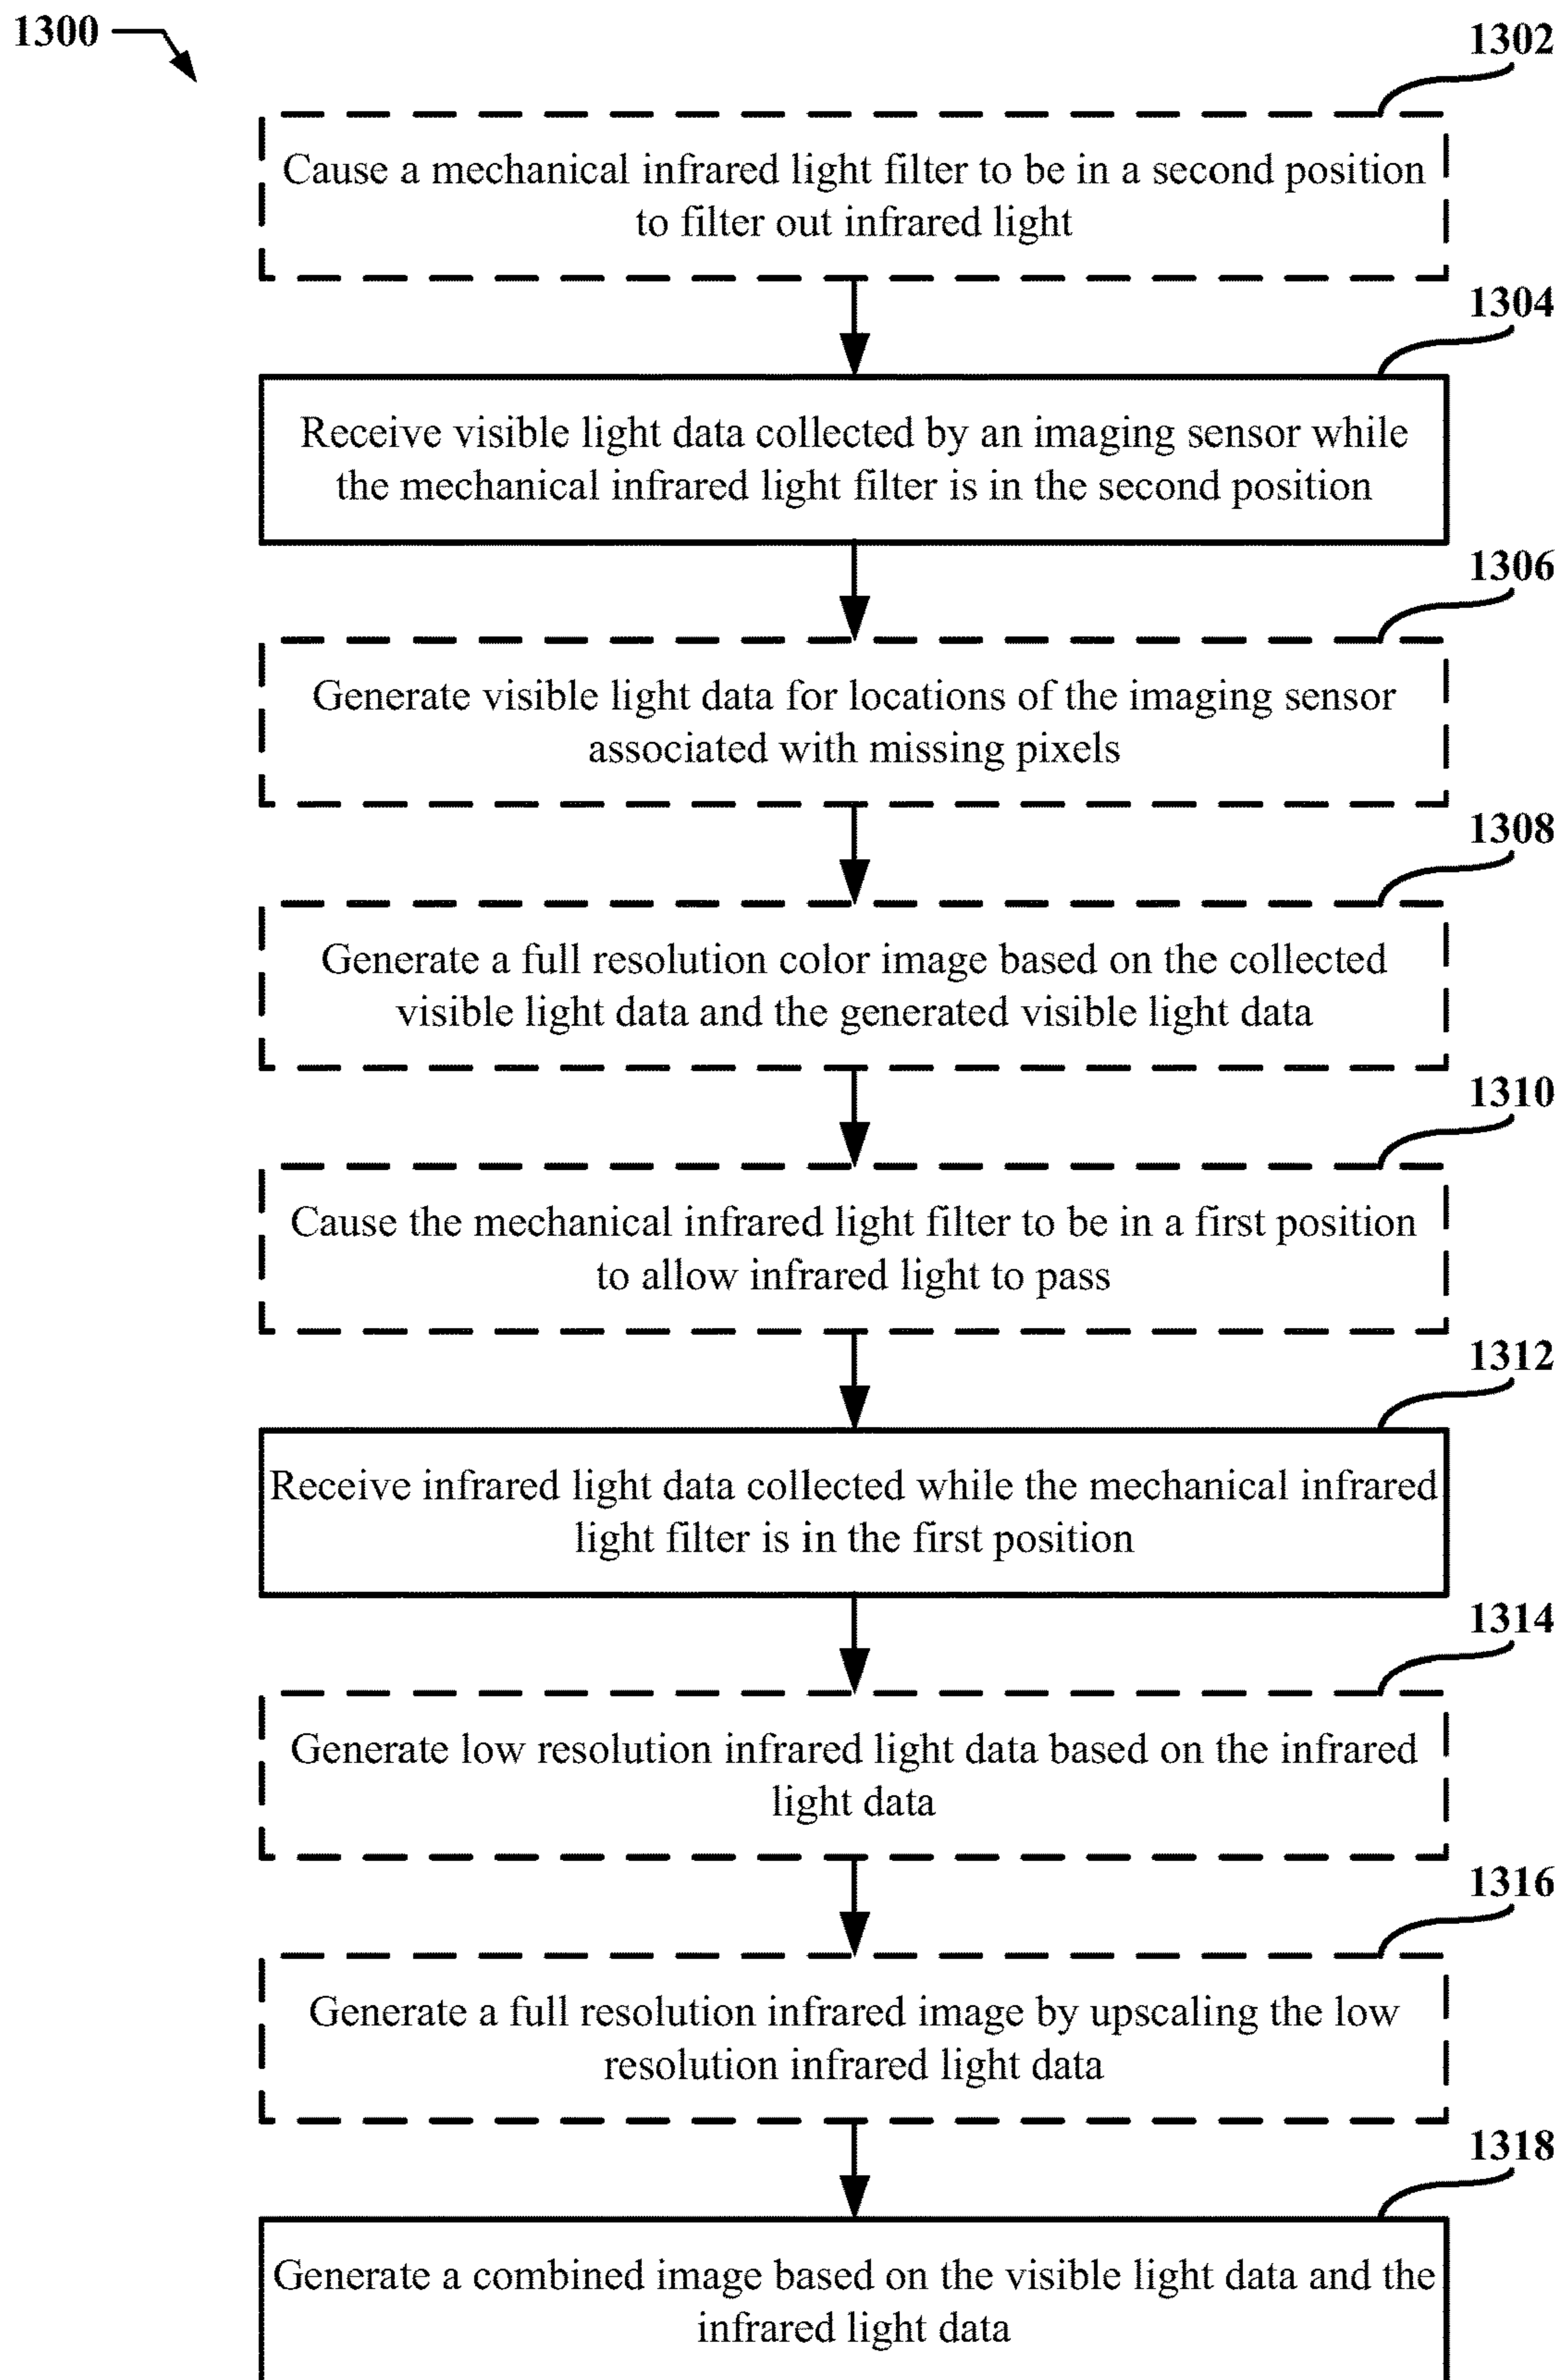 1300
1302
Cause a mechanical infrared light filter to be in a second position
to filter out infrared light
1304
Receive visible light data collected by an imaging sensor while
the mechanical infrared light filter is in the second position
1306
Generate visible light data for locations of the imaging sensor
associated with missing pixels
1308
Generate a full resolution color image based on the collected
visible light data and the generated visible light data
1310
Cause the mechanical infrared light filter to be in a first position
to allow infrared light to pass
1312
Receive infrared light data collected while the mechanical infrared
light filter is in the first position
1314
Generate low resolution infrared light data based on the infrared
light data
1316
Generate a full resolution infrared image by upscaling the low
resolution infrared light data
1318
Generate a combined image based on the visible light data and the
infrared light data